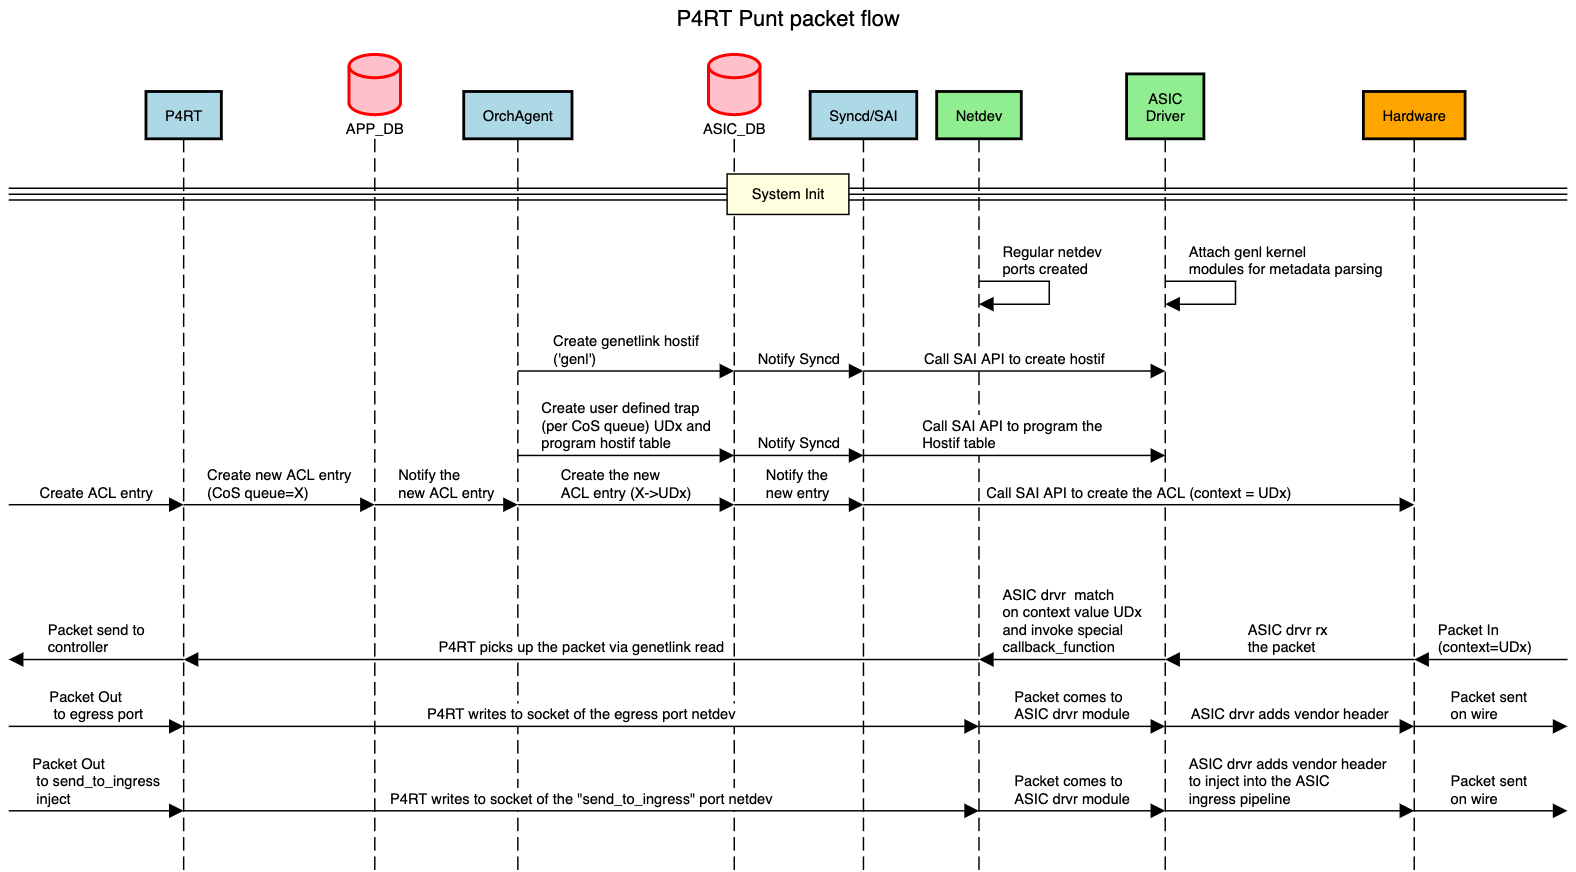 P4RT Punt packet flow
P4RT
APP_DB
OrchAgent
ASIC_DB
Syncd/SAI
Netdev
ASIC
Driver
Hardware
System Init
Regular netdev
ports created
Attach genl kernel
modules for metadata parsing
Create genetlink hostif
('genl')
Notify Syncd
Call SAI API to create hostif
Create user defined trap
(per CoS queue) UDx and
program hostif table
Notify Syncd
Call SAI API to program the
Hostif table
Create ACL entry
Create new ACL entry
(CoS queue=X)
Notify the
new ACL entry
Create the new
ACL entry (X->UDx)
Notify the
new entry
Call SAI API to create the ACL (context = UDx)
Packet send to
controller
P4RT picks up the packet via genetlink read
ASIC drvr  match
on context value UDx
and invoke special
callback_function
ASIC drvr rx
the packet
Packet In
(context=UDx)
Packet Out
to egress port
P4RT writes to socket of the egress port netdev
Packet comes to
ASIC drvr module
ASIC drvr adds vendor header
Packet sent
on wire
Packet Out
to send_to_ingress
inject
P4RT writes to socket of the "send_to_ingress" port netdev
Packet comes to
ASIC drvr module
ASIC drvr adds vendor header
to inject into the ASIC
ingress pipeline
Packet sent
on wire